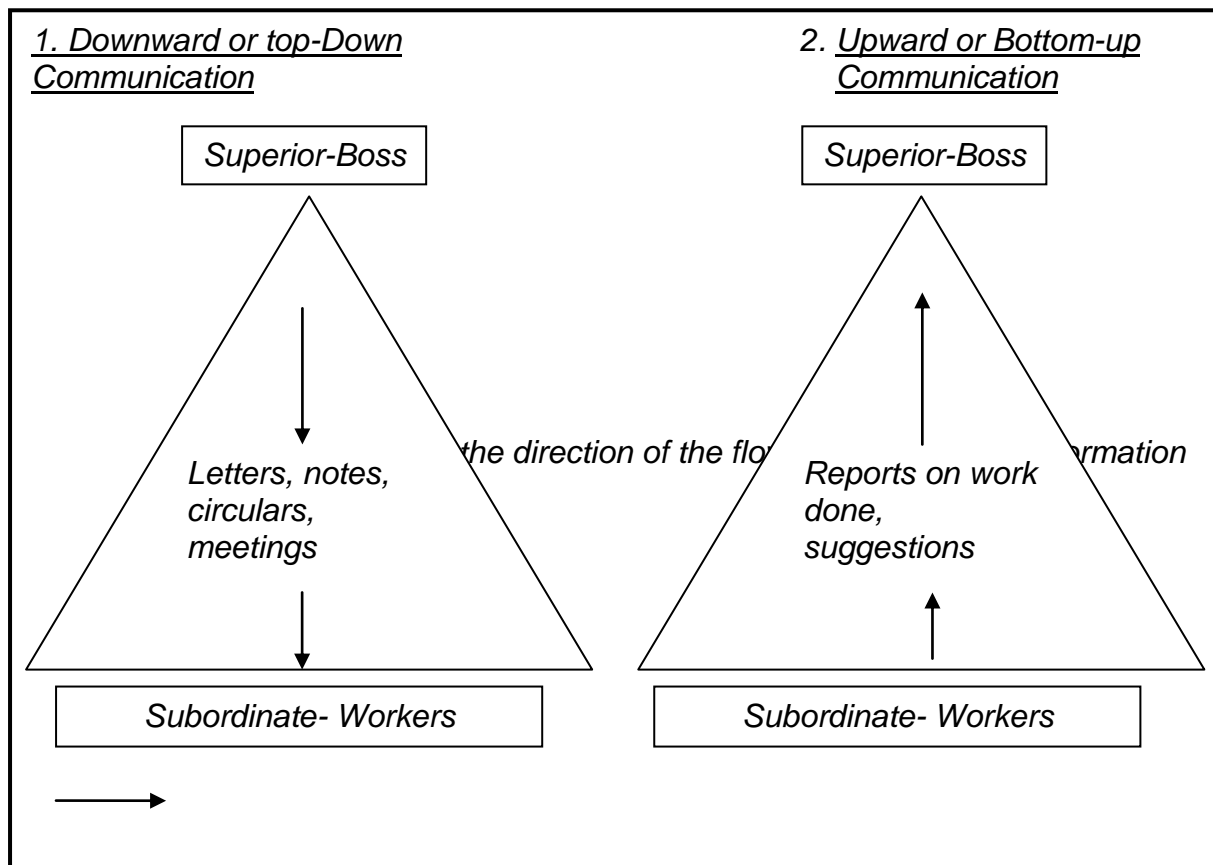 1. Downward or top-Down
Communication
2. Upward or Bottom-up
Communication
Superior-Boss
Superior-Boss
the direction of the
Letters, notes,
circulars,
meetings
Reports on work
done,
suggestions
Subordinate- Workers
Subordinate- Workers